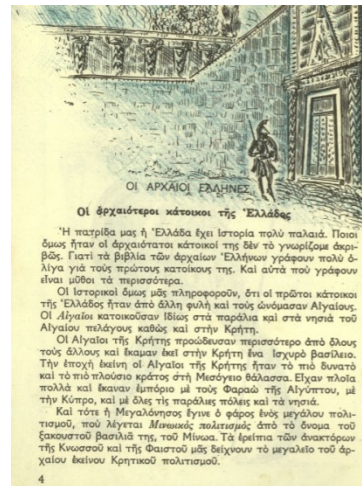 ΟΙ ΑΡΧΑΙΟΙ ΕΛΛΗΝΕΣ
Οἱ ἀρχαιότεροι κάτοικοι τῆς Ἑλλάδος
Ἡ πατρίδα μας ἡ Ἑλλάδα ἔχει Ἱστορία πολὺ παλαιά. Ποιοι
ὅμως ἦταν οἱ ἀρχαιότατοι κάτοικοί της δὲν τὸ γνωρίζομε ἀκρι-
βῶς. Γιατὶ τὰ βιβλία τῶν ἀρχαίων Ἑλλήνων γράφουν πολὺ ὀ-
λίγα γιὰ τοὺς πρώτους κατοίκους της. Καὶ αὐτὰ ποὺ γράφουν
εἶναι μῦθοι τὰ περισσότερα.
Οἱ Ἱστορικοὶ ὅμως μᾶς πληροφοροῦν, ὅτι οἱ πρῶτοι κάτοικοι
τῆς Ἑλλάδος ἦταν ἀπὸ ἄλλη φυλὴ καὶ τοὺς ὠνόμασαν Αἰγαίους.
Οἱ Αἰγαῖοι κατοικοῦσαν ἰδίως στὰ παράλια καὶ στὰ νησιὰ τοῦ
Αἰγαίου πελάγους καθὼς καὶ στὴν Κρήτη.
Οἱ Αἰγαῖοι τῆς Κρήτης προώδευσαν περισσότερο ἀπὸ ὅλους
τοὺς ἄλλους καὶ ἔκαμαν ἐκεῖ στὴν Κρήτη ἕνα ἰσχυρὸ βασίλειο.
Τὴν ἐποχὴ ἐκείνη οἱ Αἰγαῖοι τῆς Κρήτης ἦταν τὸ πιὸ δυνατὸ
καὶ τὸ πιὸ πλούσιο κράτος στὴ Μεσόγειο θάλασσα. Εἶχαν πλοῖα
πολλὰ καὶ ἔκαναν ἐμπόριο μὲ τοὺς Φαραὼ τῆς Αἰγύπτου, μὲ
τὴν Κύπρο, καὶ μὲ ὅλες τὶς παράλιες πόλεις καὶ τὰ νησιά.
Καὶ τότε ἡ Μεγαλόνησος ἔγινε ὁ φάρος ἑνὸς μεγάλου πολι-
τισμοῦ, ποὺ λέγεται Μινωικὸς πολιτισμὸς ἀπὸ τὸ ὄνομα τοῦ
ξακουστοῦ βασιλιᾶ της, τοῦ Μίνωα. Τὰ ἐρείπια τῶν ἀνακτόρων
τῆς Κνωσσοῦ καὶ τῆς Φαιστοῦ μᾶς δείχνουν τὸ μεγαλεῖο τοῦ ἀρ-
χαίου ἐκείνου Κρητικοῦ πολιτισμοῦ.
4